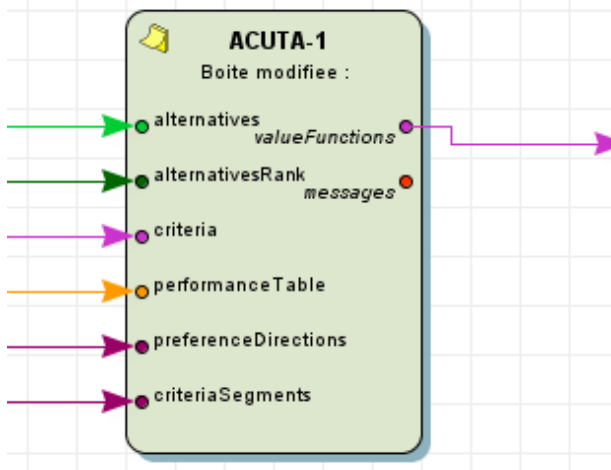 ACUTA-1
Boite modifiee :
alternatives
valueFunctions
alternativesRank
messages
criteria
performanceTable
preferenceDirections
criteriaSegments